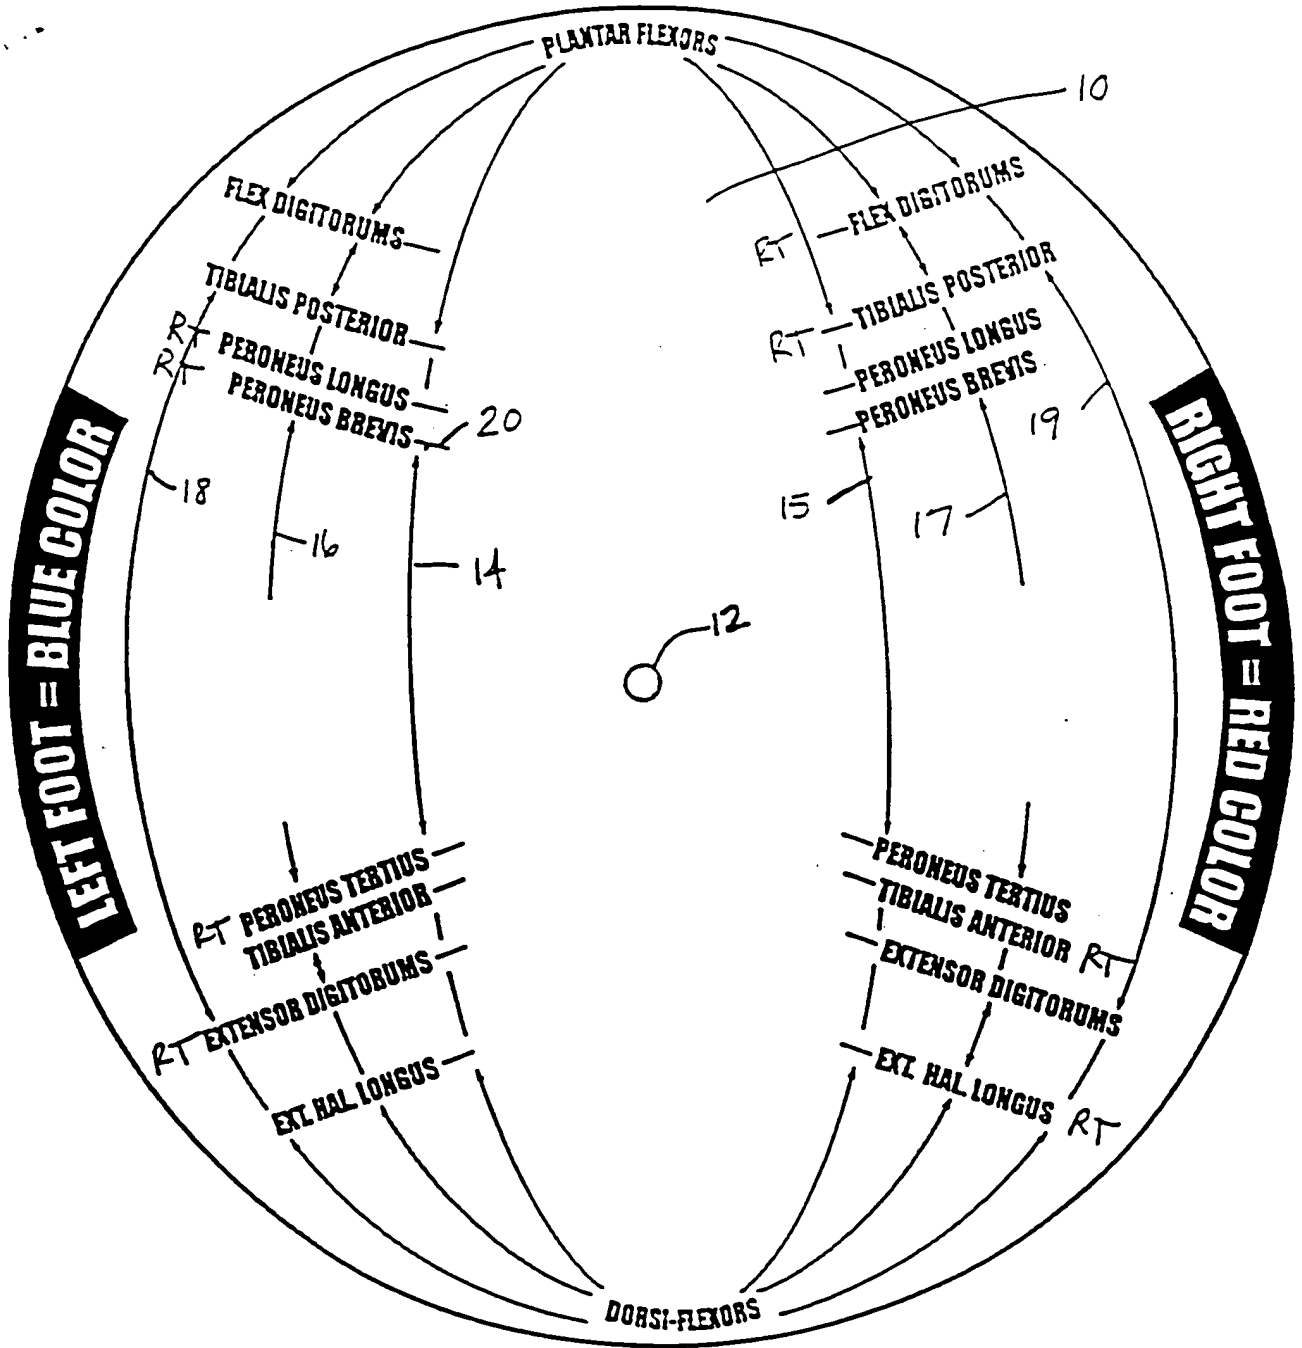 PLANTAR FLEXORS
10
FLEX DIGITORUMS
TIBIALIS POSTERIOR
RT PERONEUS LONGUS
RT PERONEUS BREVIS
20
18
16
14
LEFT FOOT = BLUE COLOR
RT FLEX DIGITORUMS
RT TIBIALIS POSTERIOR
PERONEUS LONGUS
PERONEUS BREVIS
19
15
17
RIGHT FOOT = RED COLOR
12
RT PERONEUS TERTIUS
TIBIALIS ANTERIOR
RT EXTENSOR DIGITORUMS
EXT. HAL. LONGUS
PERONEUS TERTIUS
TIBIALIS ANTERIOR RT
EXTENSOR DIGITORUMS
EXT. HAL. LONGUS RT
DORSI-FLEXORS